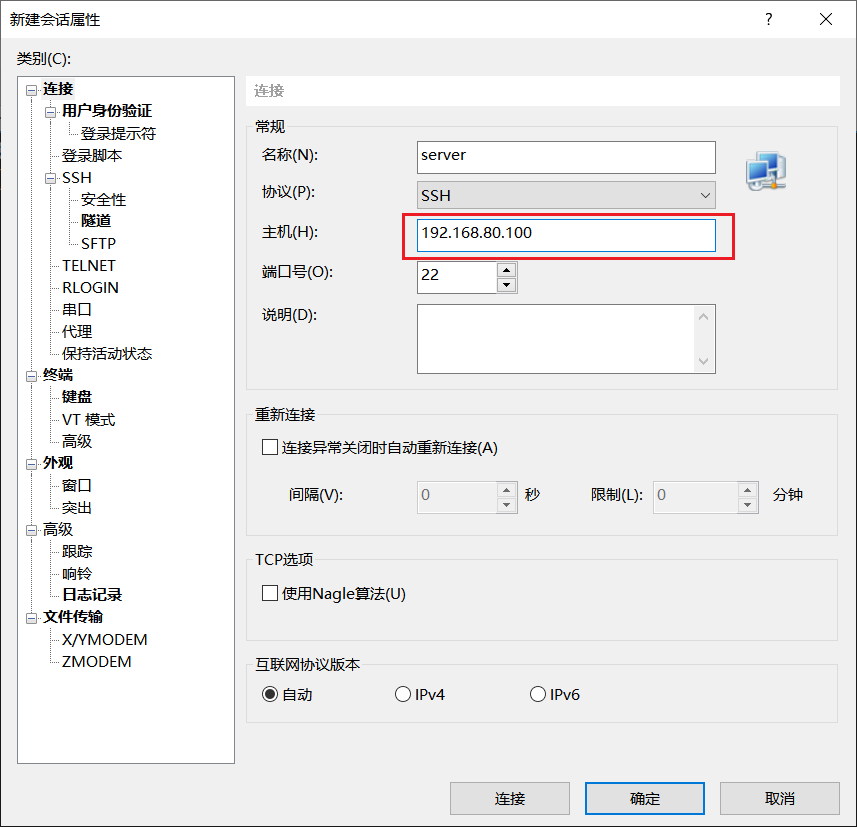 新建会话属性
类别(C):
连接
用户身份验证
登录提示符
登录脚本
SSH
安全性
隧道
SFTP
TELNET
RLOGIN
串口
代理
保持活动状态
终端
键盘
VT 模式
高级
外观
窗口
突出
高级
跟踪
响铃
日志记录
文件传输
X/YMODEM
ZMODEM
连接
常规
名称(N): server
协议(P): SSH
主机(H): 192.168.80.100
端口号(O): 22
说明(D):
重新连接
连接异常关闭时自动重新连接(A)
间隔(V): 0 秒 限制(L): 0 分钟
TCP选项
使用Nagle算法(U)
互联网协议版本
自动 IPv4 IPv6
连接 确定 取消